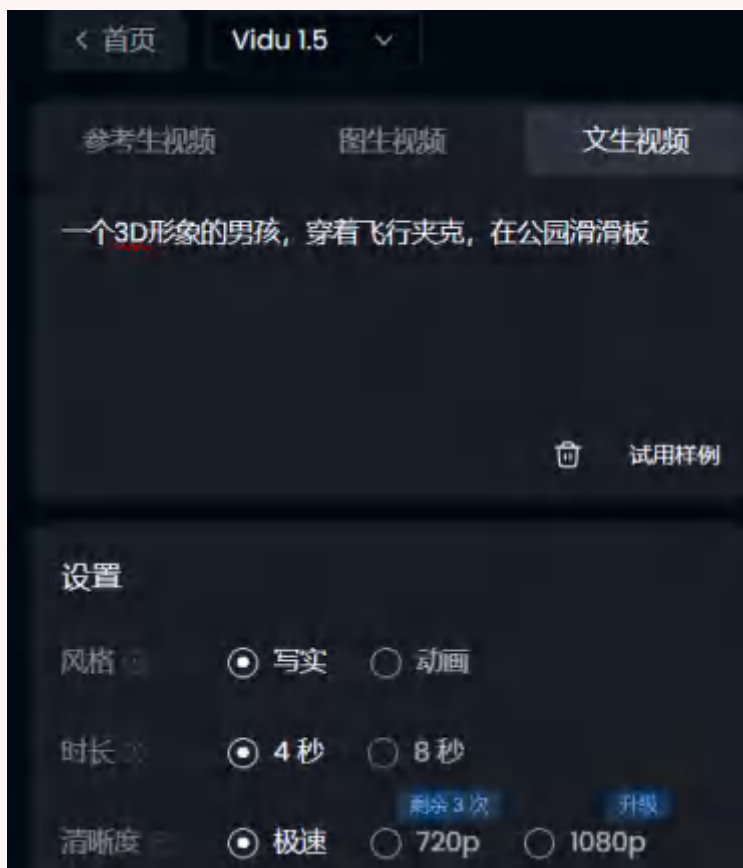 首页 Vidu 1.5
参考生视频 图生视频 文生视频
一个3D形象的男孩，穿着飞行夹克，在公园滑滑板
试用样例
设置
风格 写实 动画
时长 4 秒 8 秒
剩余 3 次 升级
清晰度 极速 720p 1080p